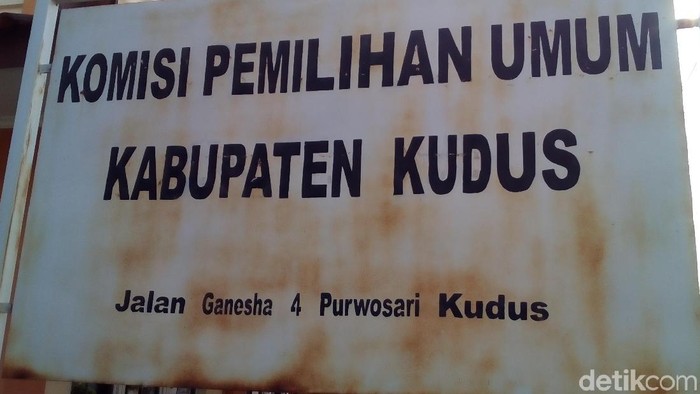 KOMISI PEMILIHAN UMUM
KABUPATEN KUDUS
Jalan Ganesha 4 Purwosari Kudus
detikcom